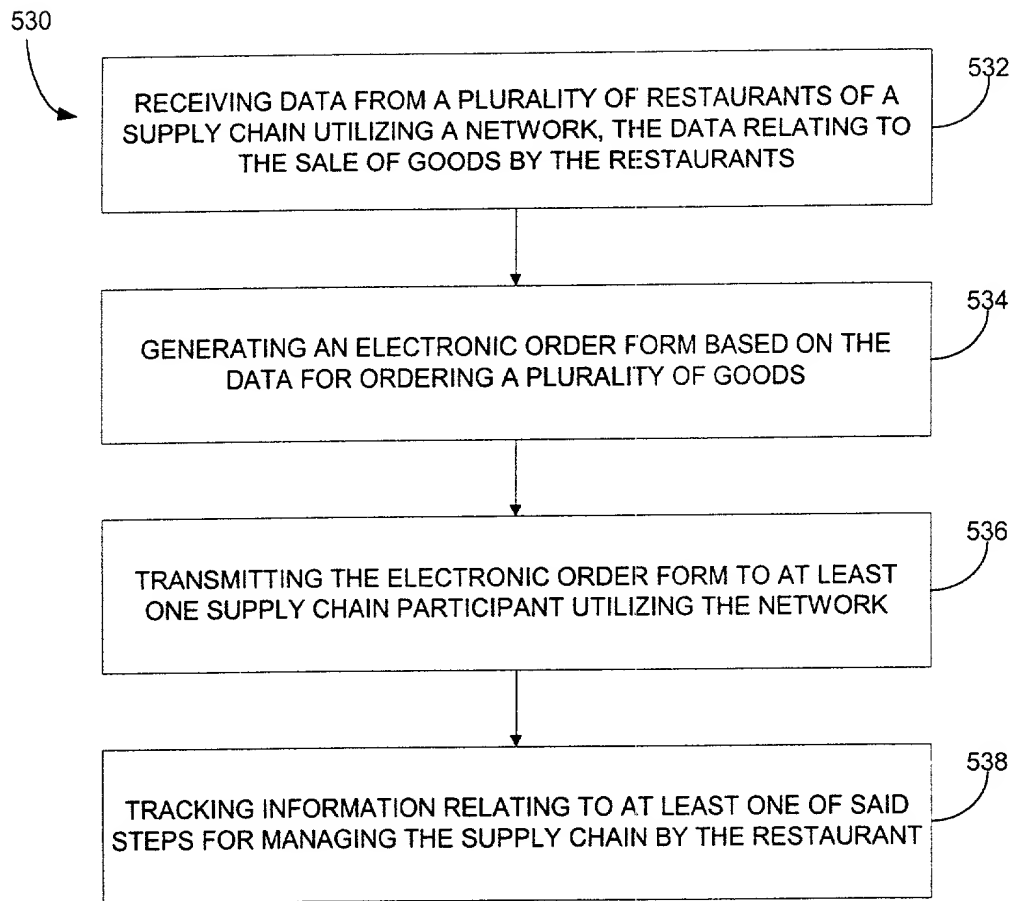 530
532
RECEIVING DATA FROM A PLURALITY OF RESTAURANTS OF A
SUPPLY CHAIN UTILIZING A NETWORK, THE DATA RELATING TO
THE SALE OF GOODS BY THE RESTAURANTS
534
GENERATING AN ELECTRONIC ORDER FORM BASED ON THE
DATA FOR ORDERING A PLURALITY OF GOODS
536
TRANSMITTING THE ELECTRONIC ORDER FORM TO AT LEAST
ONE SUPPLY CHAIN PARTICIPANT UTILIZING THE NETWORK
538
TRACKING INFORMATION RELATING TO AT LEAST ONE OF SAID
STEPS FOR MANAGING THE SUPPLY CHAIN BY THE RESTAURANT